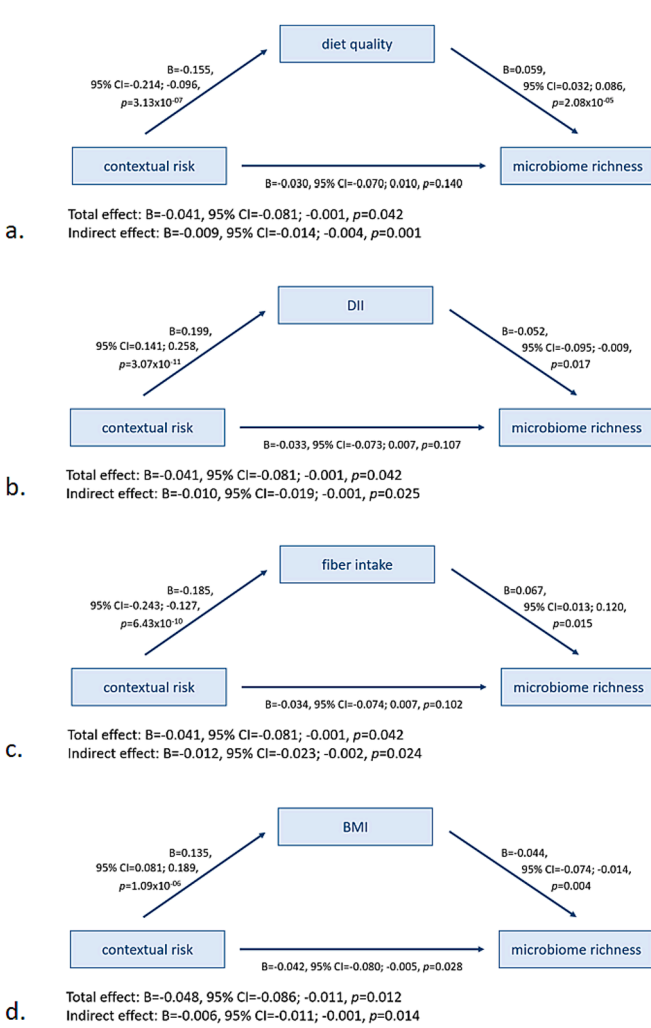 diet quality
B=-0.155,
95% CI=-0.214; -0.096,
p=3.13x10-07
B=0.059,
95% CI=0.032; 0.086,
p=2.08x10-05
contextual risk
microbiome richness
B=-0.030, 95% CI=-0.070; 0.010, p=0.140
Total effect: B=-0.041, 95% CI=-0.081; -0.001, p=0.042
a.
Indirect effect: B=-0.009, 95% CI=-0.014; -0.004, p=0.001
DII
B=0.199,
95% CI=0.141; 0.258,
p=3.07x10-11
B=-0.052,
95% CI=-0.095; -0.009,
p=0.017
contextual risk
microbiome richness
B=-0.033, 95% CI=-0.073; 0.007, p=0.107
Total effect: B=-0.041, 95% CI=-0.081; -0.001, p=0.042
b.
Indirect effect: B=-0.010, 95% CI=-0.019; -0.001, p=0.025
fiber intake
B=-0.185,
95% CI=-0.243; -0.127,
p=6.43x10-10
B=0.067,
95% CI=0.013; 0.120,
p=0.015
contextual risk
microbiome richness
B=-0.034, 95% CI=-0.074; 0.007, p=0.102
Total effect: B=-0.041, 95% CI=-0.081; -0.001, p=0.042
c.
Indirect effect: B=-0.012, 95% CI=-0.023; -0.002, p=0.024
BMI
B=0.135,
95% CI=0.081; 0.189,
p=1.09x10-06
B=-0.044,
95% CI=-0.074; -0.014,
p=0.004
contextual risk
microbiome richness
B=-0.042, 95% CI=-0.080; -0.005, p=0.028
Total effect: B=-0.048, 95% CI=-0.086; -0.011, p=0.012
d.
Indirect effect: B=-0.006, 95% CI=-0.011; -0.001, p=0.014